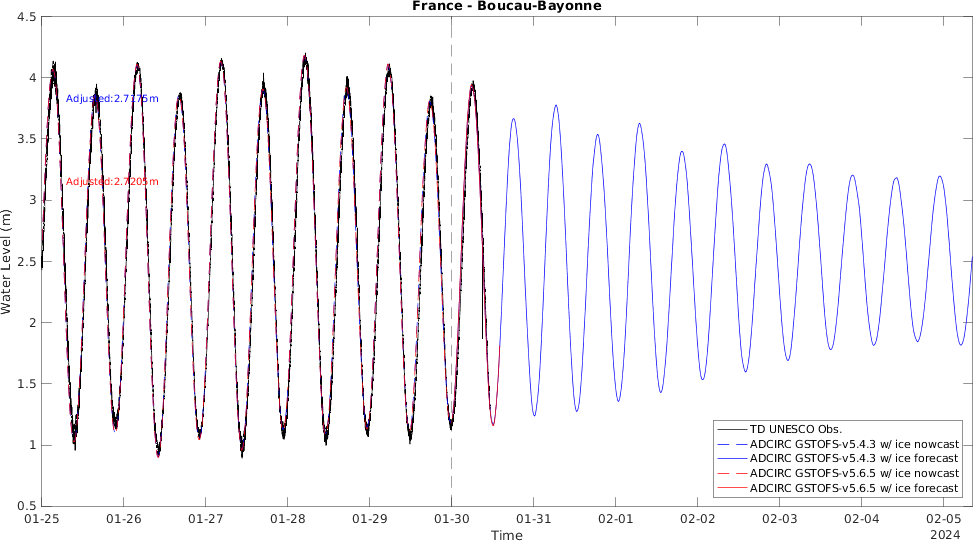 France - Boucau-Bayonne
4.5
4
3.5
3
2.5
2
1.5
1
0.5
Water Level (m)
Adjusted:2.7175m
Adjusted:2.7205m
TD UNESCO Obs.
ADCIRC GSTOFS-v5.4.3 w/ ice nowcast
ADCIRC GSTOFS-v5.4.3 w/ ice forecast
ADCIRC GSTOFS-v5.6.5 w/ ice nowcast
ADCIRC GSTOFS-v5.6.5 w/ ice forecast
01-25 01-26 01-27 01-28 01-29 01-30 01-31 02-01 02-02 02-03 02-04 02-05
Time
2024